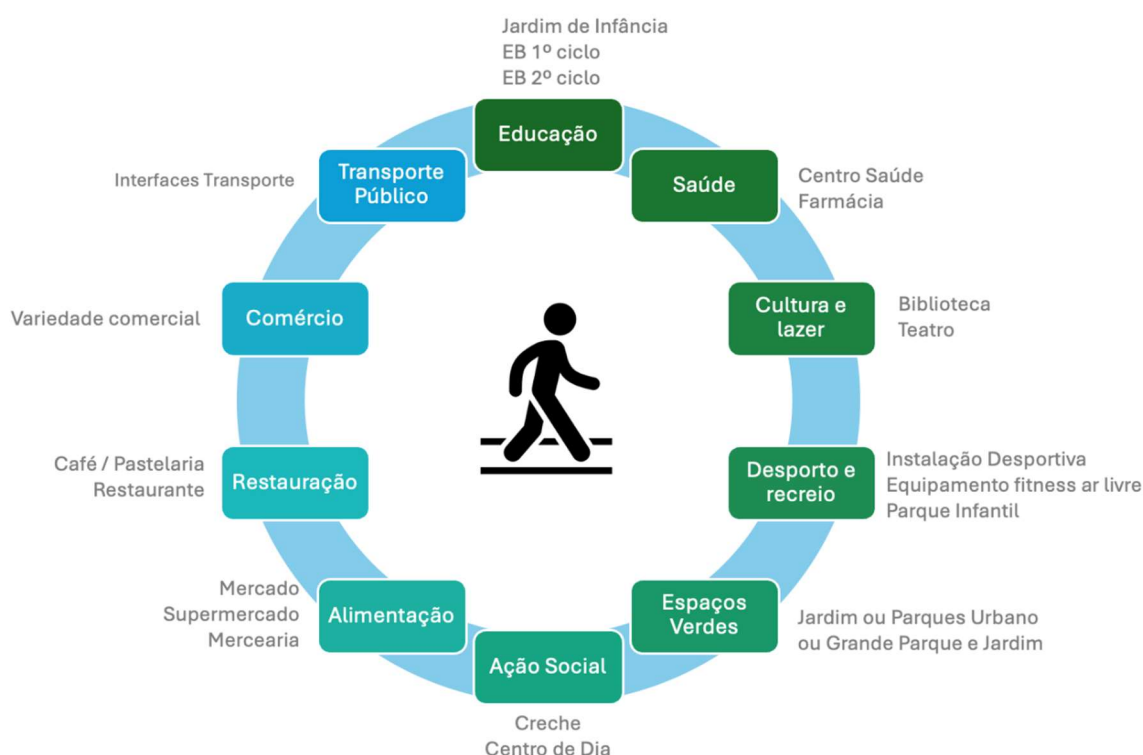 Jardim de Infância
EB 1º ciclo
EB 2º ciclo
Educação
Saúde
Centro Saúde
Farmácia
Cultura e
lazer
Biblioteca
Teatro
Desporto e
recreio
Instalação Desportiva
Equipamento fitness ar livre
Parque Infantil
Espaços
Verdes
Jardim ou Parques Urbano
ou Grande Parque e Jardim
Ação Social
Creche
Centro de Dia
Alimentação
Mercado
Supermercado
Mercearia
Restauração
Café / Pastelaria
Restaurante
Comércio
Variedade comercial
Transporte
Público
Interfaces Transporte